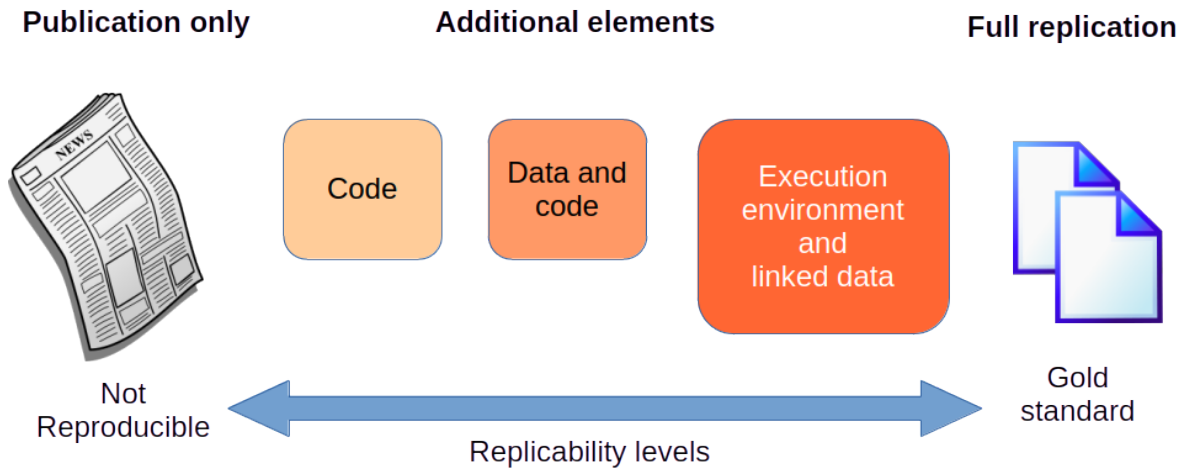 Publication only
Additional elements
Full replication
NEWS
Code
Data and
code
Execution
environment
and
linked data
Not
Reproducible
Gold
standard
Replicability levels